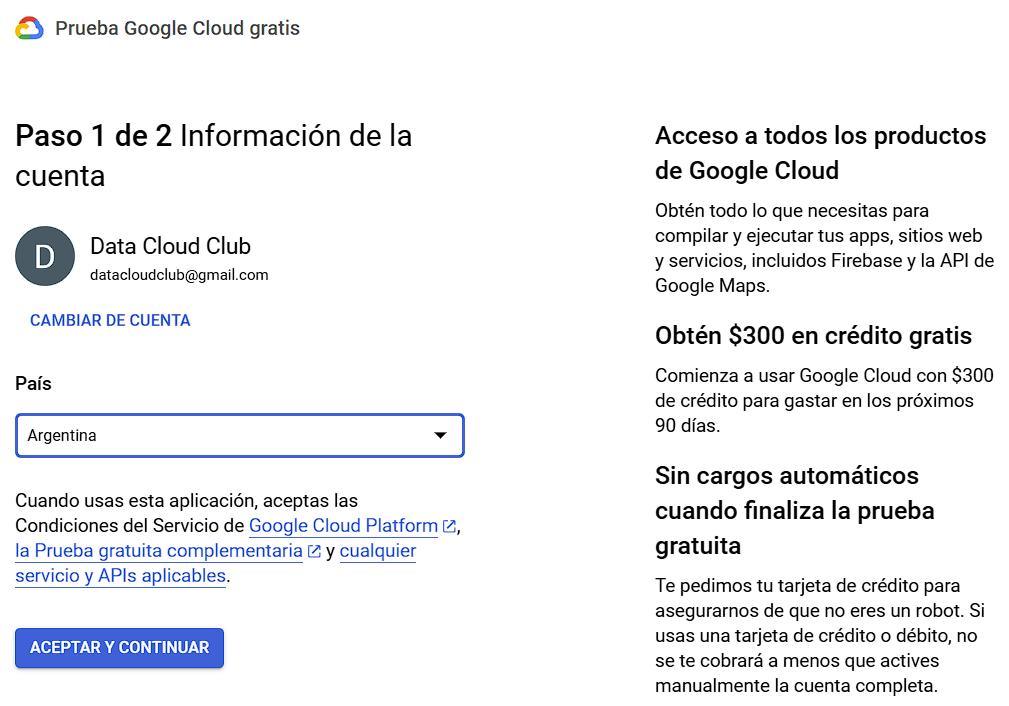 Prueba Google Cloud gratis
Paso 1 de 2 Información de la
cuenta
D
Data Cloud Club
datacloudclub@gmail.com
CAMBIAR DE CUENTA
País
Argentina
Cuando usas esta aplicación, aceptas las
Condiciones del Servicio de Google Cloud Platform,
la Prueba gratuita complementaria y cualquier
servicio y APIs aplicables.
ACEPTAR Y CONTINUAR
Acceso a todos los productos
de Google Cloud
Obtén todo lo que necesitas para
compilar y ejecutar tus apps, sitios web
y servicios, incluidos Firebase y la API de
Google Maps.
Obtén $300 en crédito gratis
Comienza a usar Google Cloud con $300
de crédito para gastar en los próximos
90 días.
Sin cargos automáticos
cuando finaliza la prueba
gratuita
Te pedimos tu tarjeta de crédito para
asegurarnos de que no eres un robot. Si
usas una tarjeta de crédito o débito, no
se te cobrará a menos que actives
manualmente la cuenta completa.